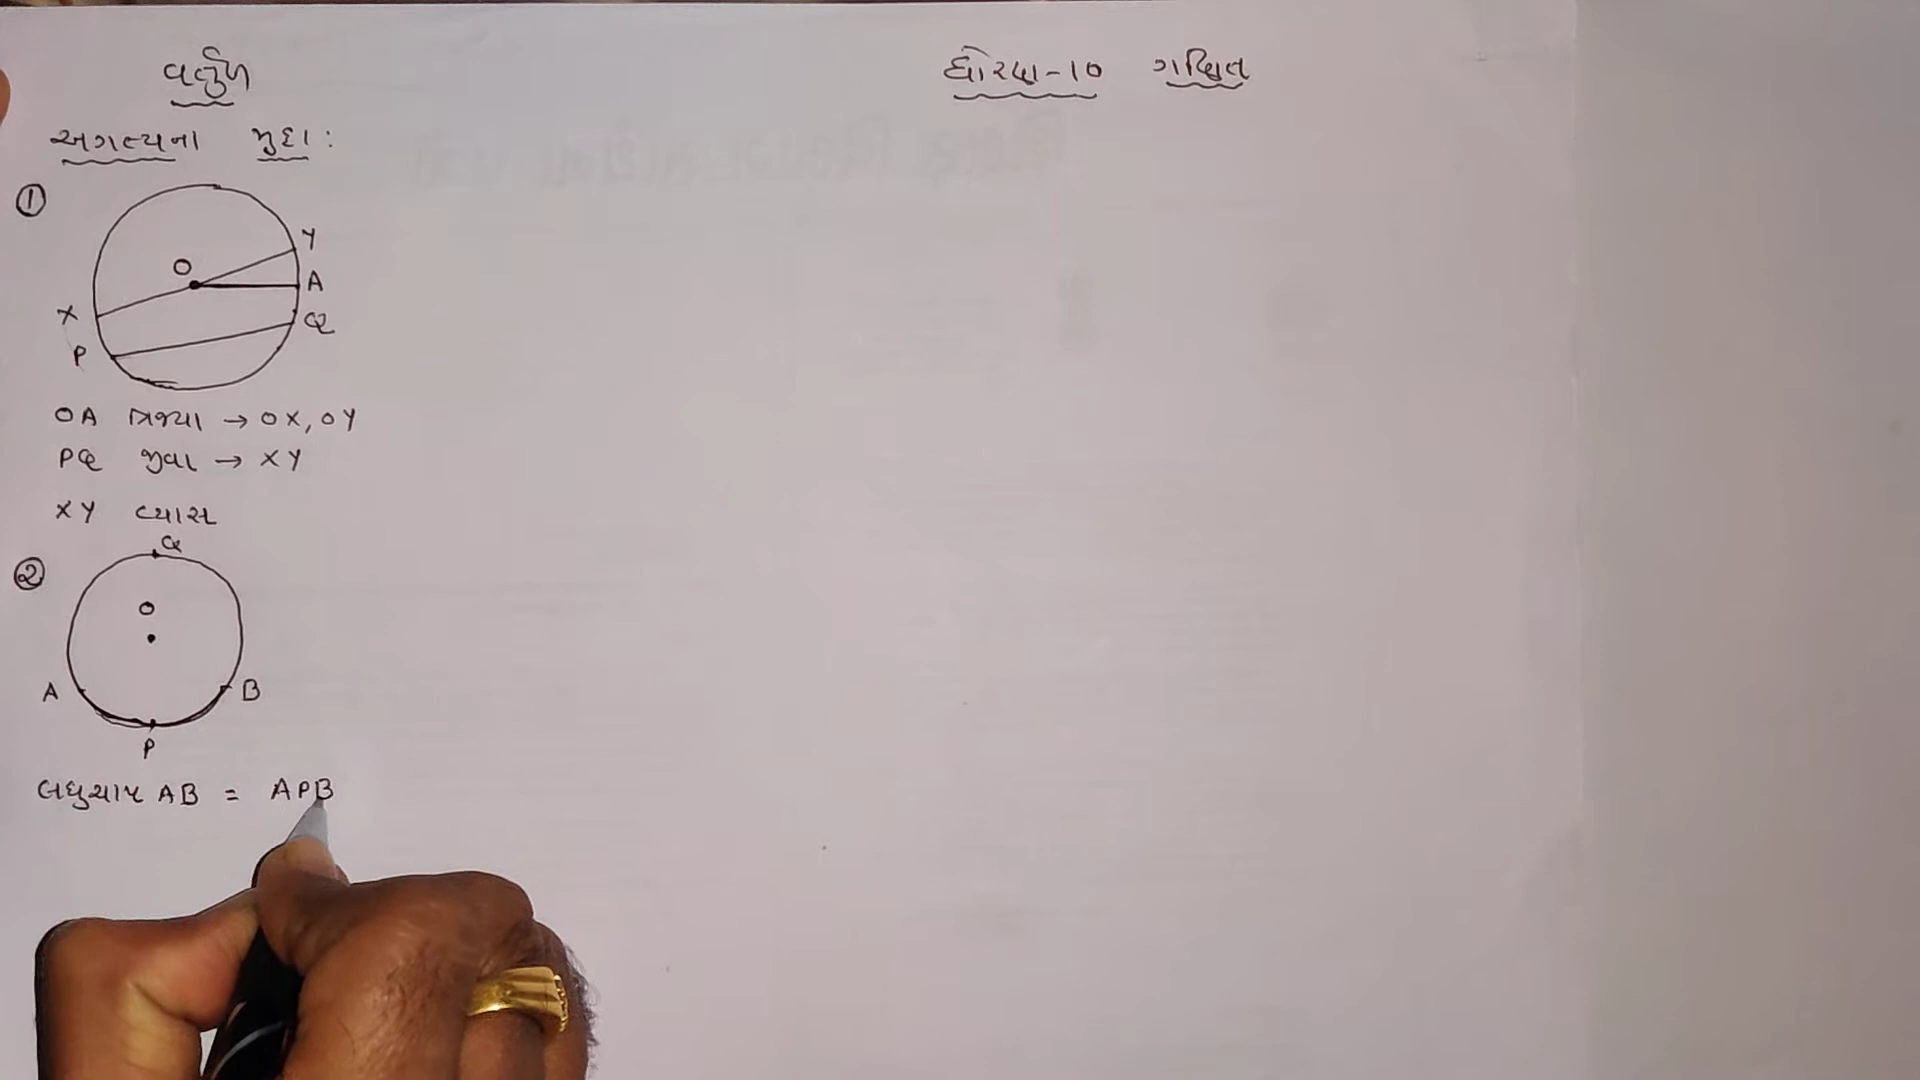 વર્તુળ
ધોરણ-10 ગણિત
અગત્યના મુદ્દા :
①
O
Y
A
X
Q
P
OA ત્રિજ્યા → OX, OY
PQ જીવા → XY
XY વ્યાસ
②
Q
O
A
B
P
લઘુચાપ AB = APB